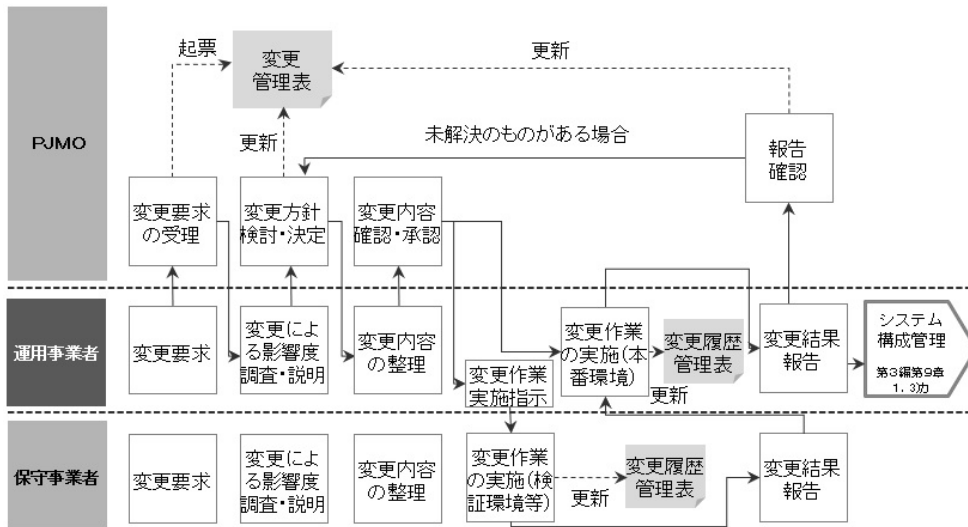 起票
変更
管理表
更新
更新
未解決のものがある場合
PJMO
報告
確認
変更要求
の受理
変更方針
検討・決定
変更内容
確認・承認
運用事業者
変更要求
変更によ
る影響度
調査・説明
変更内容
の整理
変更作業
実施指示
変更作業
の実施(本
番環境)
変更履歴
管理表
更新
変更結果
報告
システム
構成管理
第3編第9章
1.3)カ
保守事業者
変更要求
変更によ
る影響度
調査・説明
変更内容
の整理
変更作業
の実施(検
証環境等)
更新
変更履歴
管理表
変更結果
報告